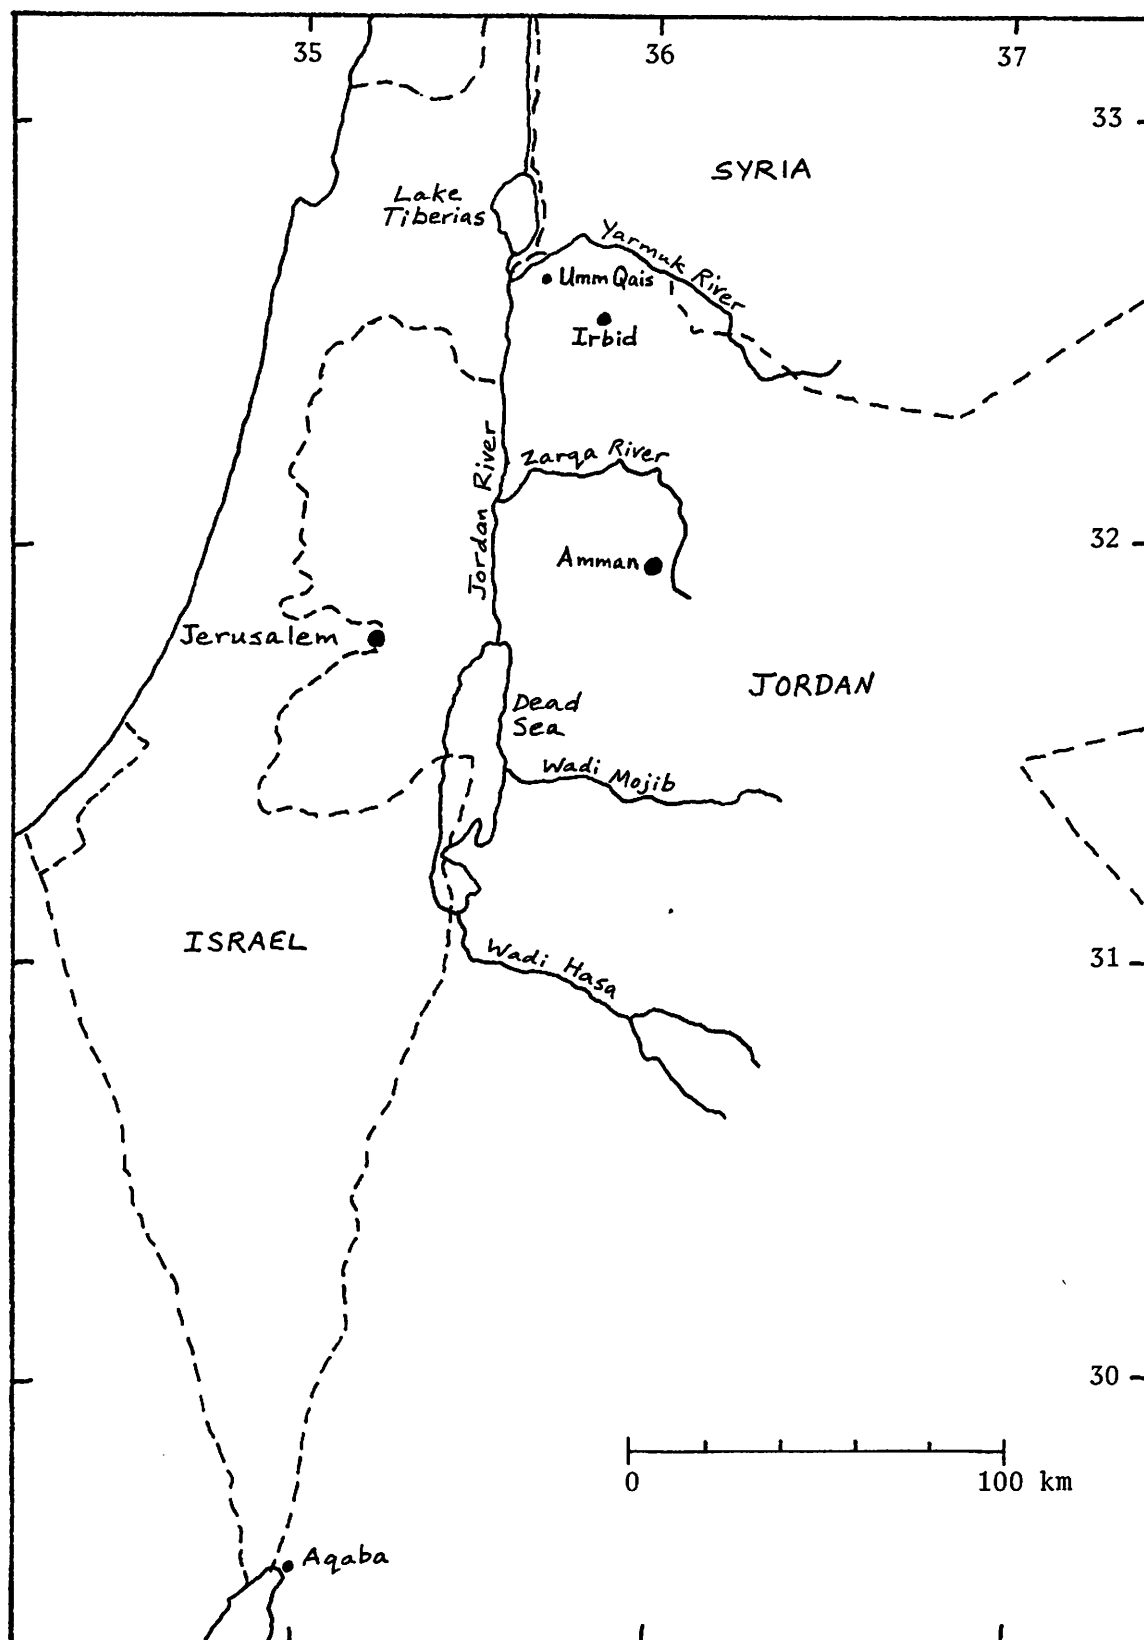 35
36
37
33
SYRIA
Lake
Tiberias
Yarmuk River
Umm Qais
Irbid
Zarqa River
Jordan River
32
Amman
Jerusalem
JORDAN
Dead
Sea
Wadi Mojib
ISRAEL
31
Wadi Hasa
30
0
100 km
Aqaba